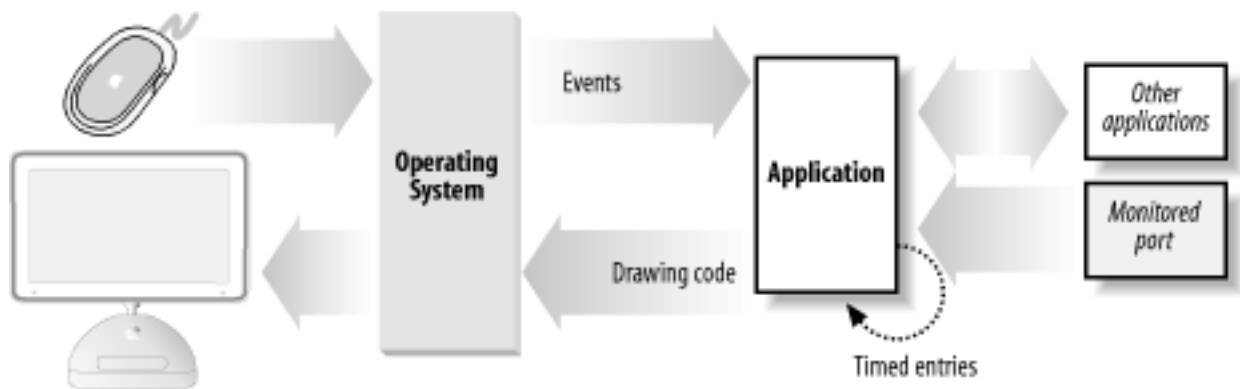 Events
Other
applications
Operating
System
Application
Monitored
port
Drawing code
Timed entries